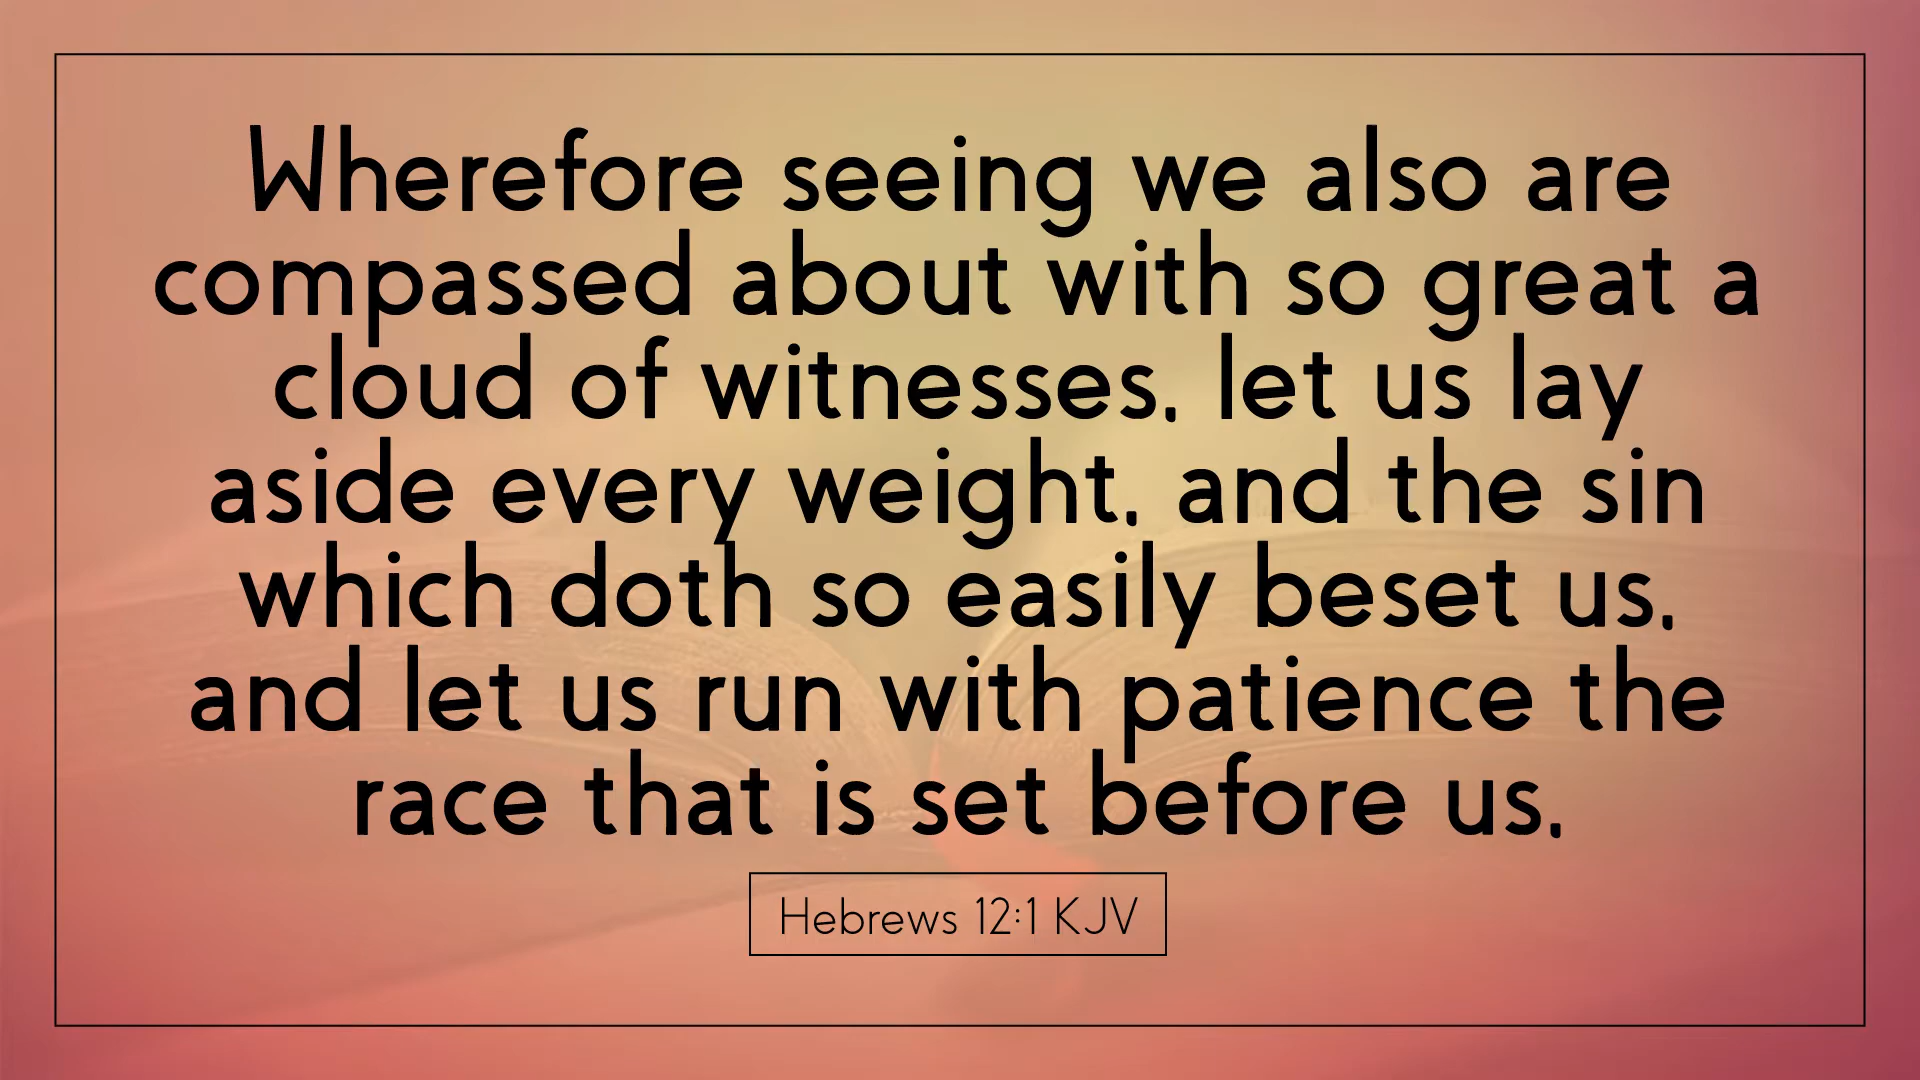 Wherefore seeing we also are
compassed about with so great a
cloud of witnesses, let us lay
aside every weight, and the sin
which doth so easily beset us,
and let us run with patience the
race that is set before us,
Hebrews 12:1 KJV